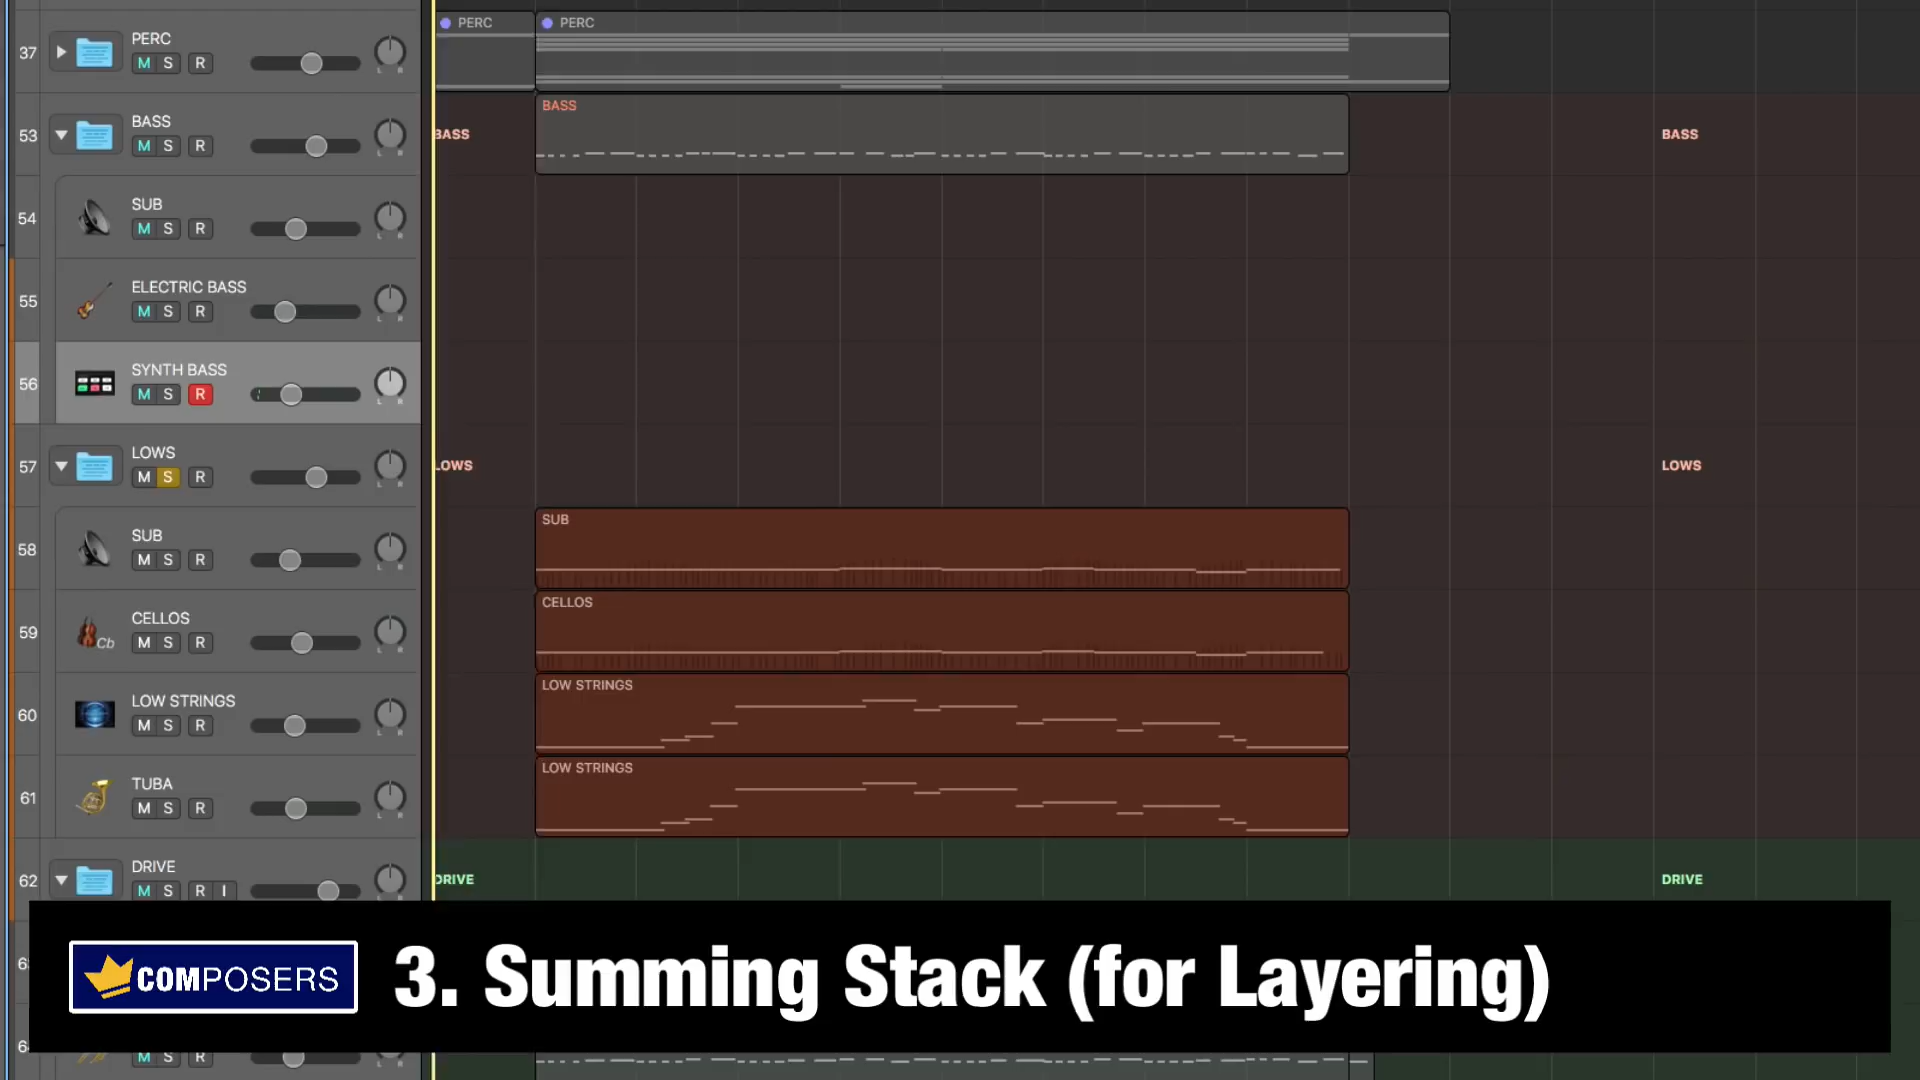 PERC
PERC
37
PERC
M S R
BASS
53
BASS
M S R
BASS
BASS
54
SUB
M S R
55
ELECTRIC BASS
M S R
56
SYNTH BASS
M S R
57
LOWS
M S R
LOWS
LOWS
58
SUB
M S R
SUB
59
CELLOS
M S R
Cb
CELLOS
60
LOW STRINGS
M S R
LOW STRINGS
61
TUBA
M S R
LOW STRINGS
62
DRIVE
M S R I
DRIVE
DRIVE
COMPOSERS
3. Summing Stack (for Layering)
M S R